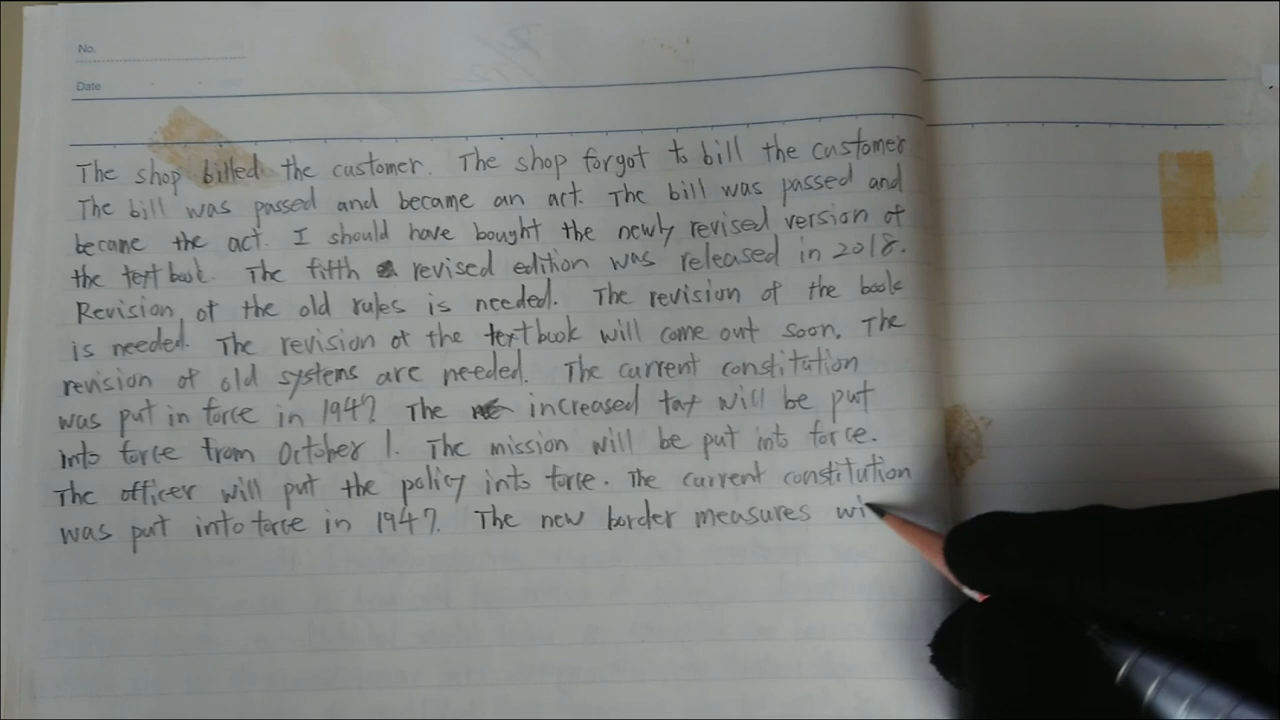 No.
Date
The shop billed the customer. The shop forgot to bill the customer
The bill was passed and became an act. The bill was passed and
became the act. I should have bought the newly revised version of
the textbook. The fifth revised edition was released in 2018.
Revision of the old rules is needed. The revision of the book
is needed. The revision of the textbook will come out soon. The
revision of old systems are needed. The current constitution
was put in force in 1947 The increased tax will be put
into force from October 1. The mission will be put into force.
The officer will put the policy into force. The current constitution
was put into force in 1947. The new border measures wi